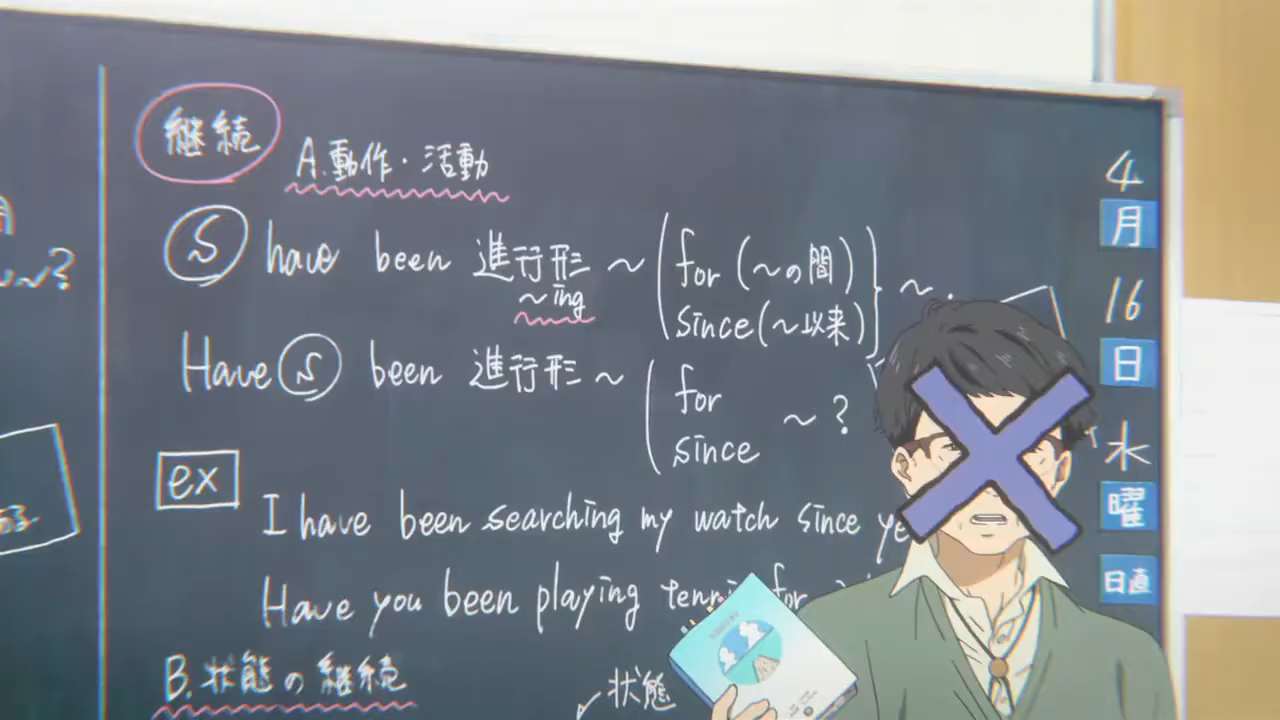 継続
A.動作・活動
S have been 進行形 ~ for (~の間) ~.
~ing
since (~以来)
Have S been 進行形 ~ for ~ ?
since
ex
I have been searching my watch since
Have you been playing tennis for
B.状態の継続
状態
4
月
16
日
水
曜
日直